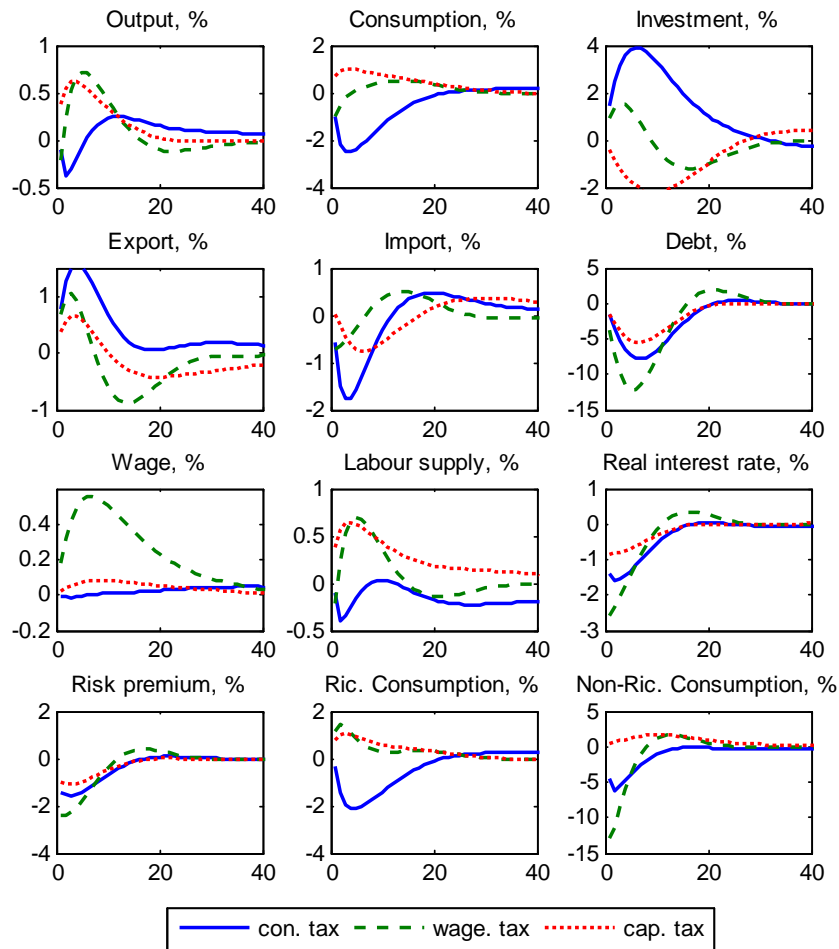 Output, % Consumption, % Investment, %
1 2 4
0.5 0 2
0 -2 0
-0.5 -4 -2
0 20 40 0 20 40 0 20 40
Export, % Import, % Debt, %
1 1 5
0 0 0
-1 -5
-10
-1 -2 -15
0 20 40 0 20 40 0 20 40
Wage, % Labour supply, % Real interest rate, %
1 1
0.4 0.5 0
0.2 -1
0 0 -2
-0.2 -0.5 -3
0 20 40 0 20 40 0 20 40
Risk premium, % Ric. Consumption, % Non-Ric. Consumption, %
2 2 5
0 0 0
-5
-2 -2 -10
-4 -4 -15
0 20 40 0 20 40 0 20 40
con. tax wage. tax cap. tax